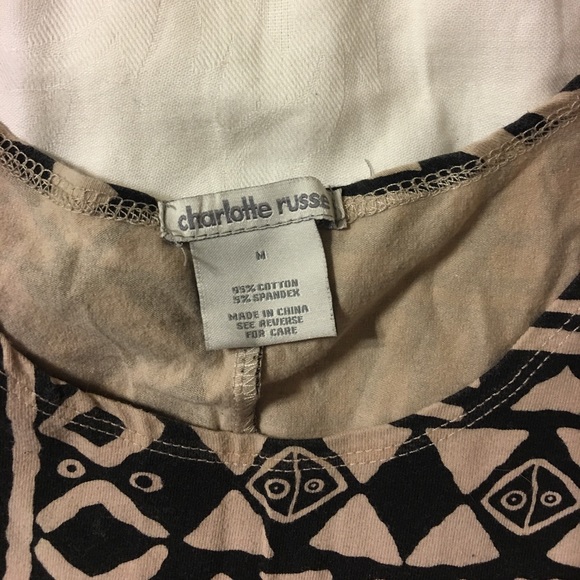 charlotte russe
M
95% COTTON
5% SPANDEX
MADE IN CHINA
SEE REVERSE
FOR CARE